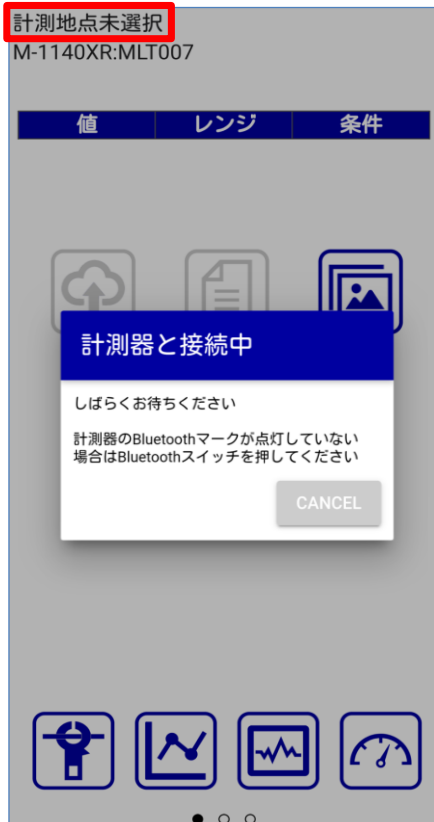 計測地点未選択
M-1140XR:MLT007
値 レンジ 条件
計測器と接続中
しばらくお待ちください
計測器のBluetoothマークが点灯していない
場合はBluetoothスイッチを押してください
CANCEL